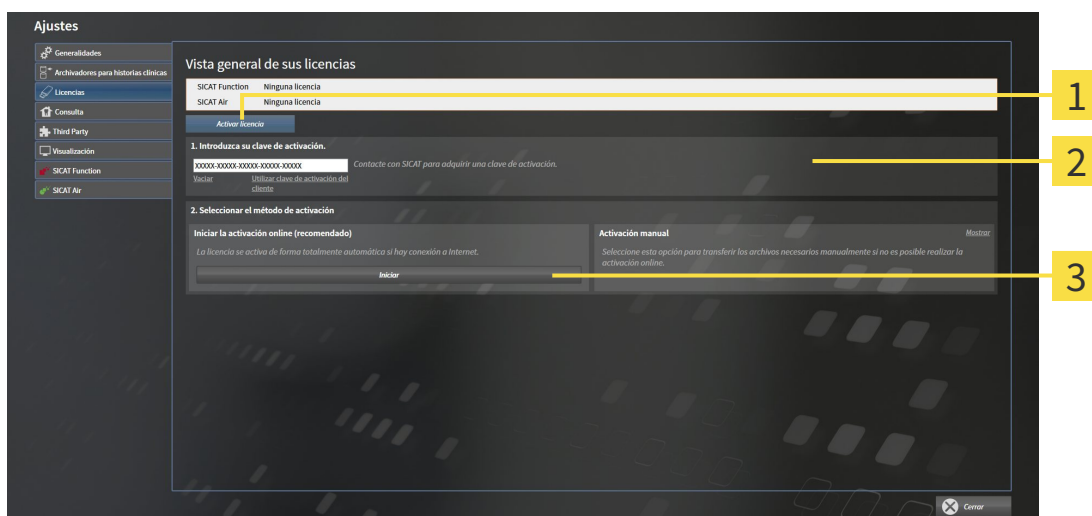 Ajustes
Generalidades
Archivadores para historias clínicas
Licencias
Consulta
Third Party
Visualización
SICAT Function
SICAT Air
Vista general de sus licencias
SICAT Function Ninguna licencia
SICAT Air Ninguna licencia
Activar licencia
1. Introduzca su clave de activación.
XXXXX-XXXXX-XXXXX-XXXXX-XXXXX
Contacte con SICAT para adquirir una clave de activación.
Vaciar
Utilizar clave de activación del
cliente
2. Seleccionar el método de activación
Iniciar la activación online (recomendado)
La licencia se activa de forma totalmente automática si hay conexión a Internet.
Iniciar
Activación manual
Mostrar
Seleccione esta opción para transferir los archivos necesarios manualmente si no es posible realizar la
activación online.
Cerrar
1
2
3